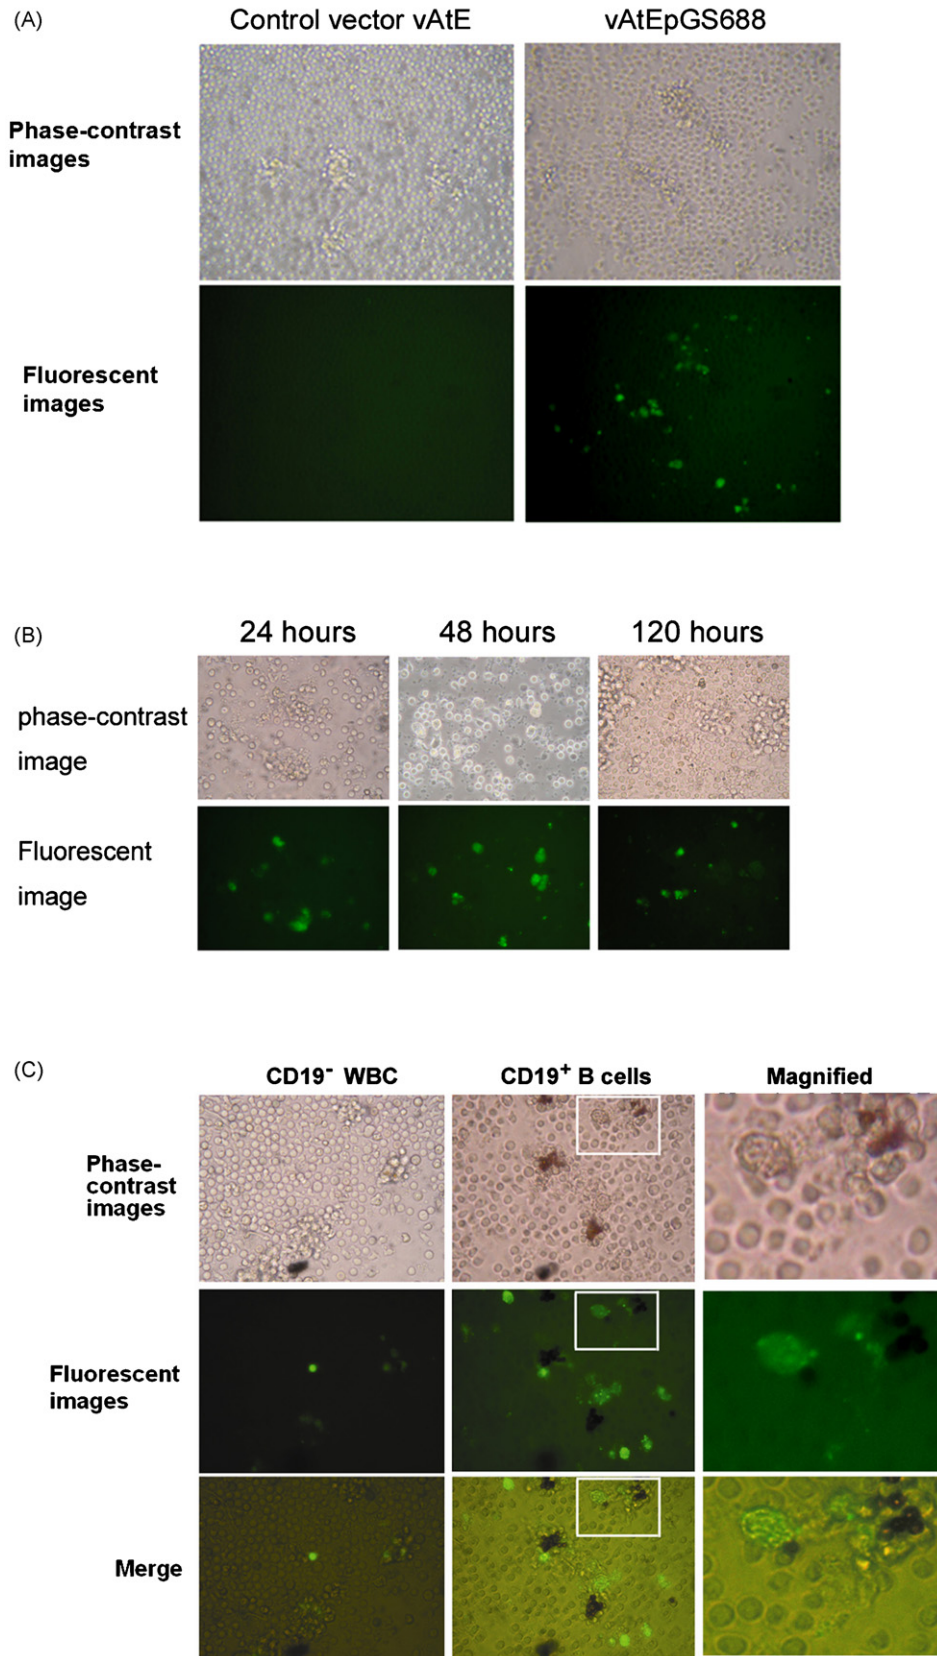 (A)
Control vector vAtE
vAtEpGS688
Phase-contrast
images
Fluorescent
images
(B)
24 hours
48 hours
120 hours
phase-contrast
image
Fluorescent
image
(C)
CD19⁻ WBC
CD19⁺ B cells
Magnified
Phase-
contrast
images
Fluorescent
images
Merge